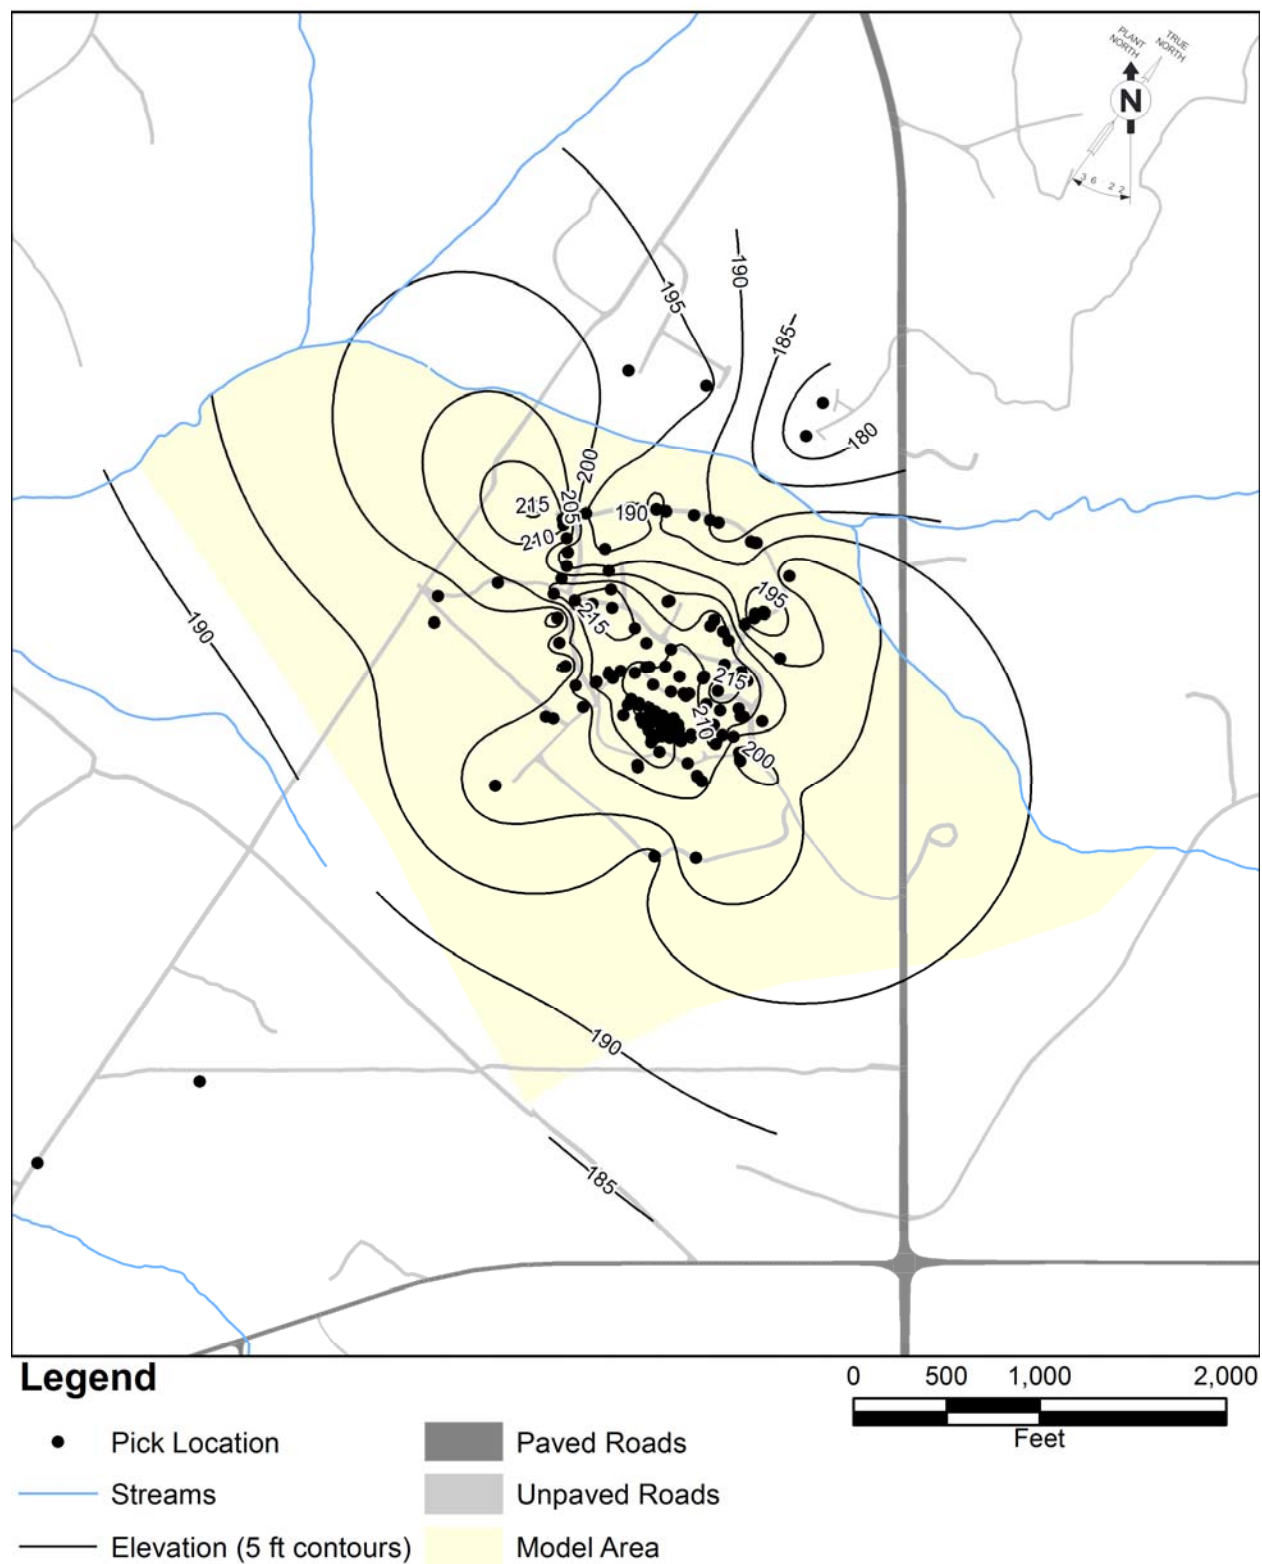 PLANT
NORTH
TRUE
NORTH
N
36 22
190
195
185
180
200
215
205
190
210
195
215
215
210
200
190
190
185
Legend
0 500 1,000 2,000
Feet
Pick Location
Paved Roads
Streams
Unpaved Roads
Elevation (5 ft contours)
Model Area